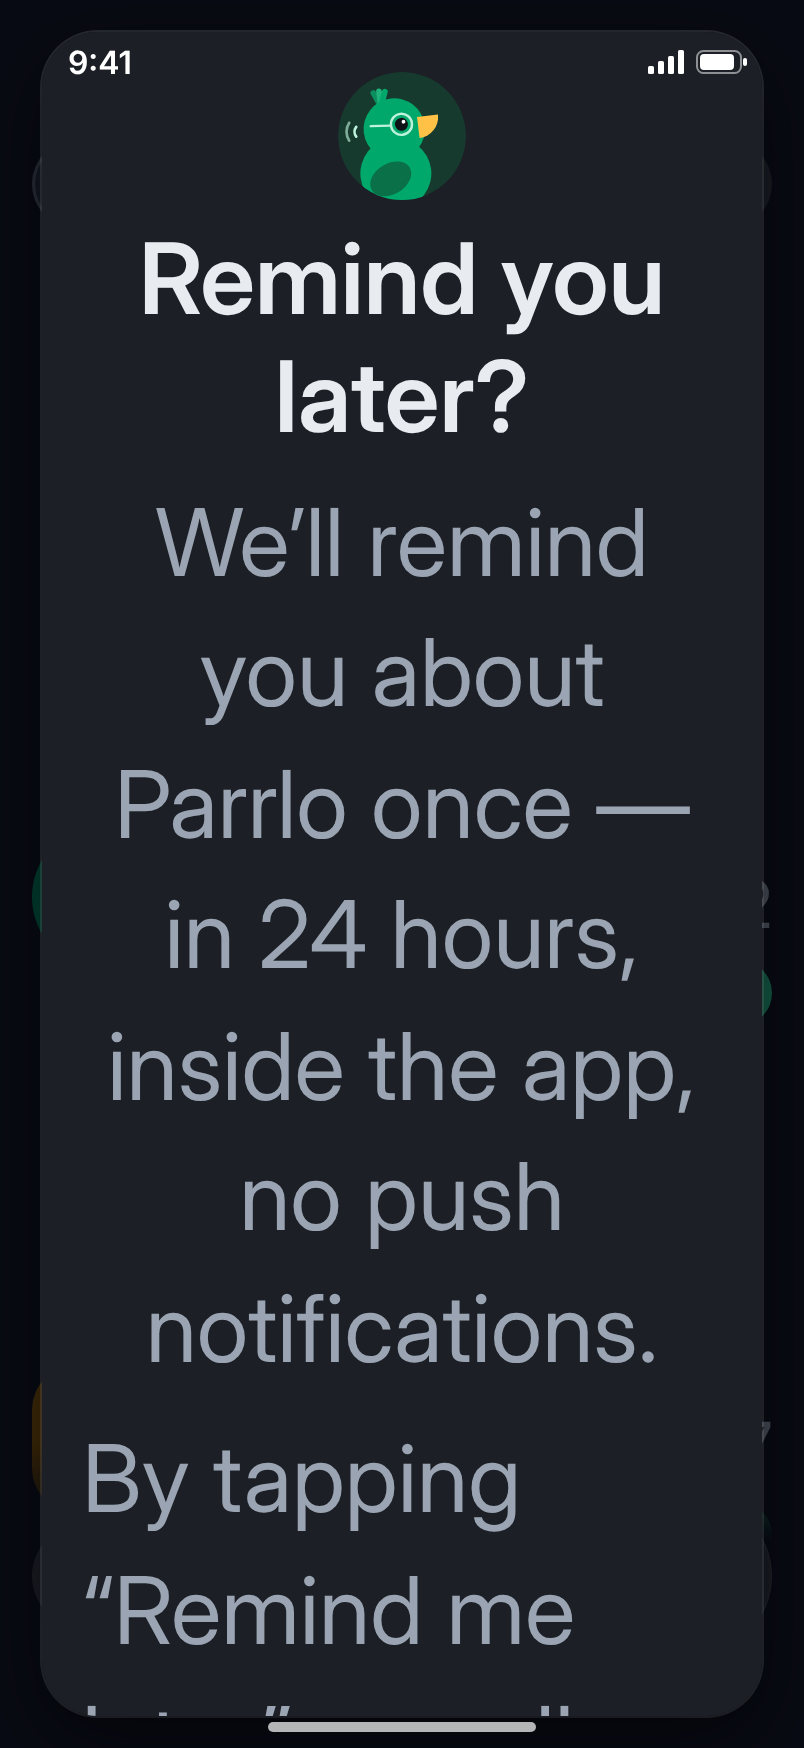 9:41
Remind you
later?
We’ll remind
you about
Parrlo once —
in 24 hours,
inside the app,
no push
notifications.
By tapping
“Remind me